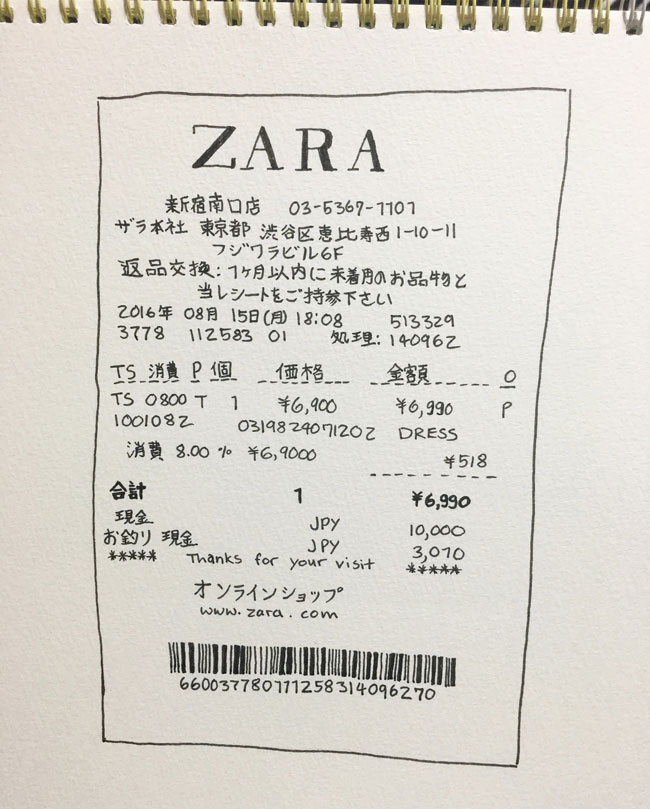 ZARA
新宿南口店 03-5369-7707
ザラ本社 東京都 渋谷区恵比寿西1-10-11
フジワラビル6F
返品交換:1ヶ月以内に未着用のお品物と
当レシートをご持参下さい
2016年 08月 15日(月) 18:08 513329
3778 112583 01 処理: 140962
TS 消費 P 個 価格 金額 O
TS 0800 T 1 ¥6,900 ¥6,990 P
1001082 0319829071202 DRESS
消費 8.00 % ¥6,9000 ¥518
合計 1 ¥6,990
現金 JPY 10,000
お釣り 現金 JPY 3,010
***** Thanks for your visit *****
オンラインショップ
www.zara.com
6600377807711258314096270